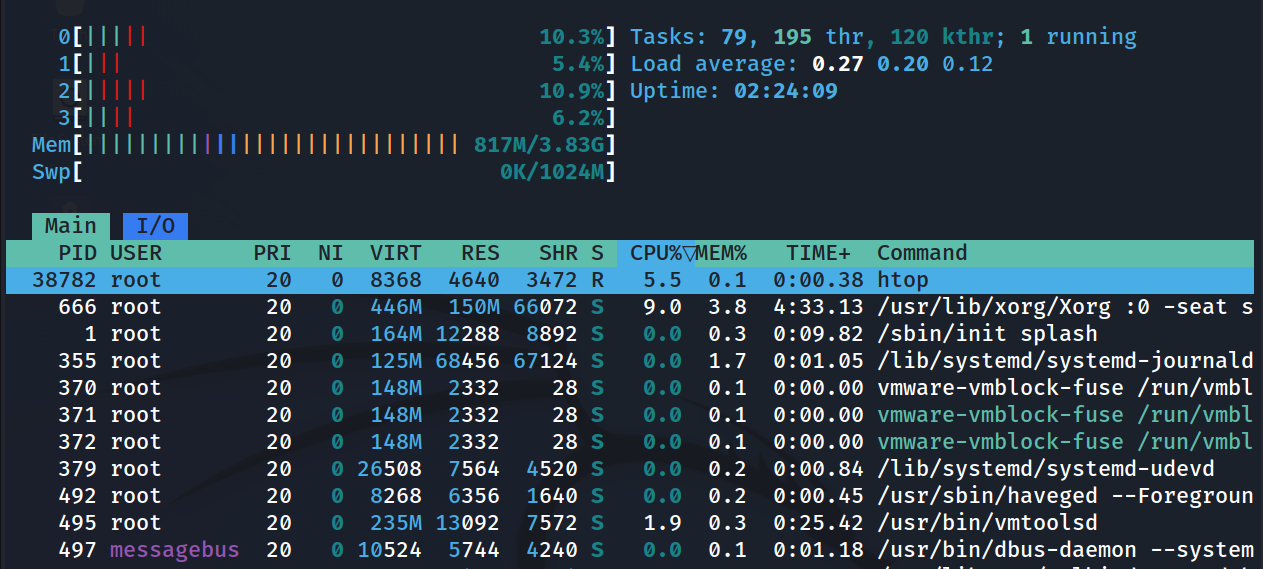 0[||||| 10.3%] Tasks: 79, 195 thr, 120 kthr; 1 running
1[||| 5.4%] Load average: 0.27 0.20 0.12
2[||||| 10.9%] Uptime: 02:24:09
3[|||| 6.2%]
Mem[||||||||||||||||||||||||||||| 817M/3.83G]
Swp[ 0K/1024M]
Main I/O
PID USER PRI NI VIRT RES SHR S CPU%▽MEM% TIME+ Command
38782 root 20 0 8368 4640 3472 R 5.5 0.1 0:00.38 htop
666 root 20 0 446M 150M 66072 S 9.0 3.8 4:33.13 /usr/lib/xorg/Xorg :0 -seat s
1 root 20 0 164M 12288 8892 S 0.0 0.3 0:09.82 /sbin/init splash
355 root 20 0 125M 68456 67124 S 0.0 1.7 0:01.05 /lib/systemd/systemd-journald
370 root 20 0 148M 2332 28 S 0.0 0.1 0:00.00 vmware-vmblock-fuse /run/vmbl
371 root 20 0 148M 2332 28 S 0.0 0.1 0:00.00 vmware-vmblock-fuse /run/vmbl
372 root 20 0 148M 2332 28 S 0.0 0.1 0:00.00 vmware-vmblock-fuse /run/vmbl
379 root 20 0 26508 7564 4520 S 0.0 0.2 0:00.84 /lib/systemd/systemd-udevd
492 root 20 0 8268 6356 1640 S 0.0 0.2 0:00.45 /usr/sbin/haveged --Foregroun
495 root 20 0 235M 13092 7572 S 1.9 0.3 0:25.42 /usr/bin/vmtoolsd
497 messagebus 20 0 10524 5744 4240 S 0.0 0.1 0:01.18 /usr/bin/dbus-daemon --system